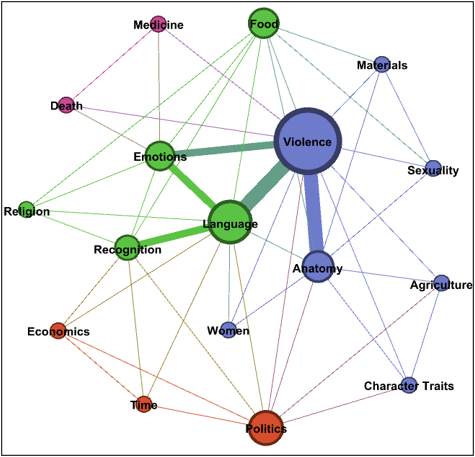 Medicine
Food
Materials
Death
Violence
Emotions
Sexuality
Religion
Language
Recognition
Anatomy
Agriculture
Economics
Women
Character Traits
Time
Politics